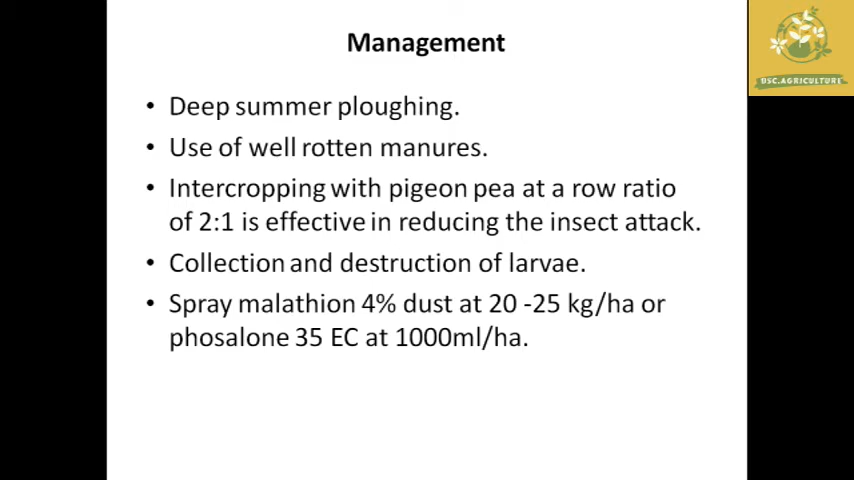 Management
DSC.AGRICULTURE
• Deep summer ploughing.
• Use of well rotten manures.
• Intercropping with pigeon pea at a row ratio
of 2:1 is effective in reducing the insect attack.
• Collection and destruction of larvae.
• Spray malathion 4% dust at 20 -25 kg/ha or
phosalone 35 EC at 1000ml/ha.